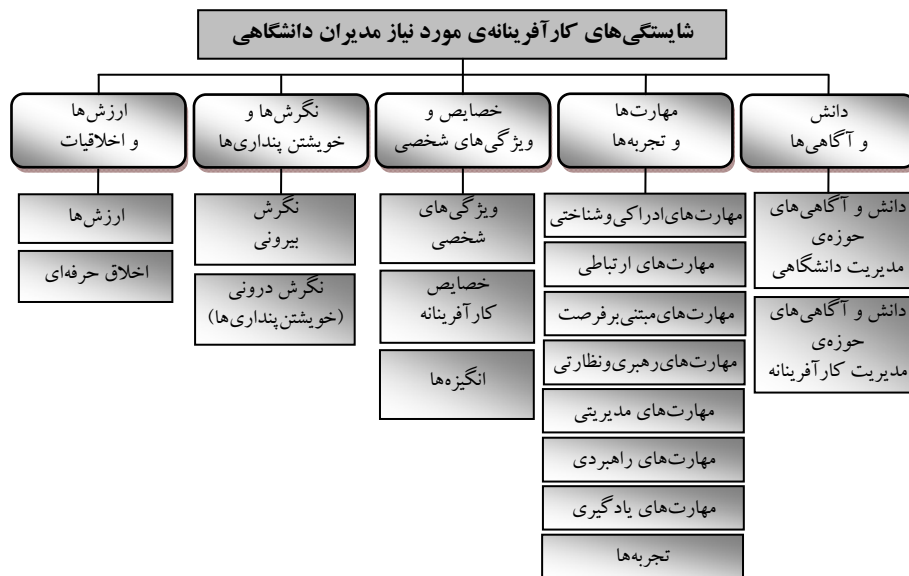 شایستگی‌های کارآفرینانه‌ی مورد نیاز مدیران دانشگاهی
دانش
و آگاهی‌ها
مهارت‌ها
و تجربه‌ها
خصایص و
ویژگی‌های شخصی
نگرش‌ها و
خویشتن پنداری‌ها
ارزش‌ها
و اخلاقیات
دانش و آگاهی‌های
حوزه‌ی
مدیریت دانشگاهی
دانش و آگاهی‌های
حوزه‌ی
مدیریت کارآفرینانه
مهارت‌های ادراکی و شناختی
مهارت‌های ارتباطی
مهارت‌های مبتنی بر فرصت
مهارت‌های رهبری و نظارتی
مهارت‌های مدیریتی
مهارت‌های راهبردی
مهارت‌های یادگیری
تجربه‌ها
ویژگی‌های
شخصی
خصایص
کارآفرینانه
انگیزه‌ها
نگرش
بیرونی
نگرش درونی
(خویشتن‌پنداری‌ها)
ارزش‌ها
اخلاق حرفه‌ای